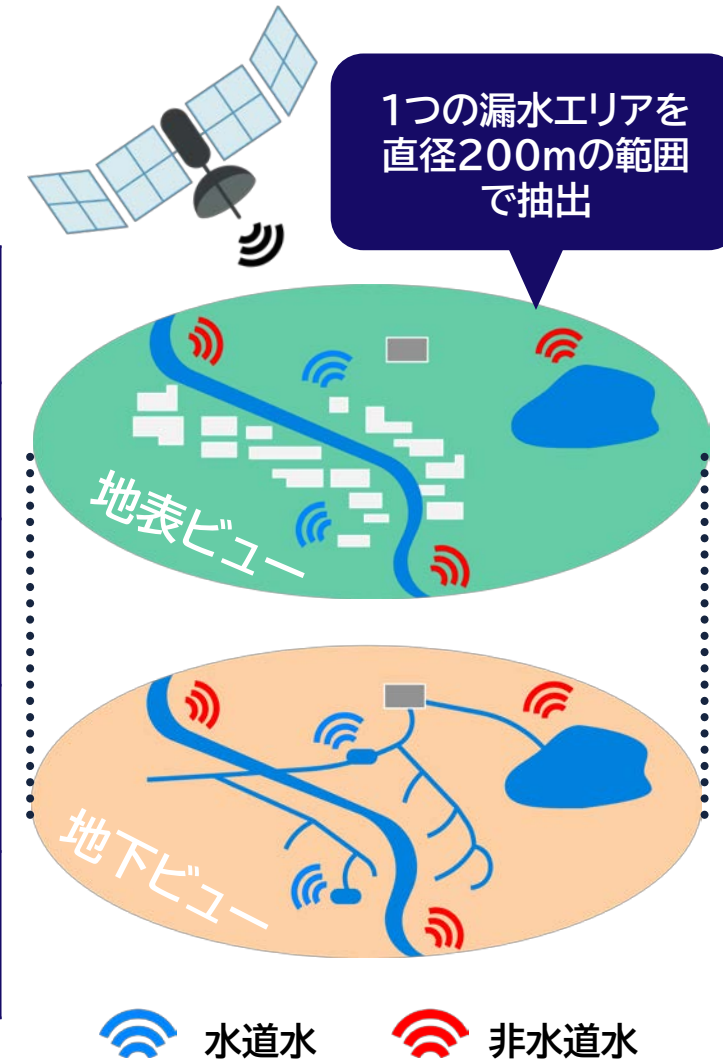 1つの漏水エリアを
直径200mの範囲
で抽出
地表ビュー
地下ビュー
水道水
非水道水